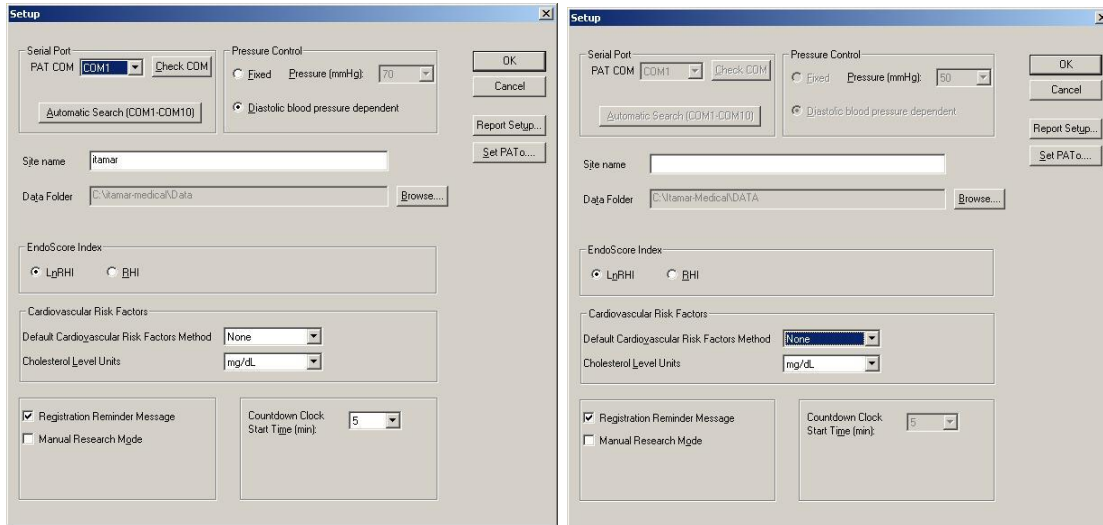 Setup
Serial Port
PAT COM COM1 Check COM
Automatic Search (COM1-COM10)
Pressure Control
Fixed Pressure (mmHg): 70
Diastolic blood pressure dependent
OK
Cancel
Report Setup...
Set PATo....
Site name itamar
Data Folder C:\itamar-medical\Data Browse....
EndoScore Index
LnRHI RHI
Cardiovascular Risk Factors
Default Cardiovascular Risk Factors Method None
Cholesterol Level Units mg/dL
Registration Reminder Message
Manual Research Mode
Countdown Clock
Start Time (min): 5
Setup
Serial Port
PAT COM COM1 Check COM
Automatic Search (COM1-COM10)
Pressure Control
Fixed Pressure (mmHg): 50
Diastolic blood pressure dependent
OK
Cancel
Report Setup...
Set PATo....
Site name
Data Folder C:\Itamar-Medical\DATA Browse....
EndoScore Index
LnRHI RHI
Cardiovascular Risk Factors
Default Cardiovascular Risk Factors Method None
Cholesterol Level Units mg/dL
Registration Reminder Message
Manual Research Mode
Countdown Clock
Start Time (min): 5